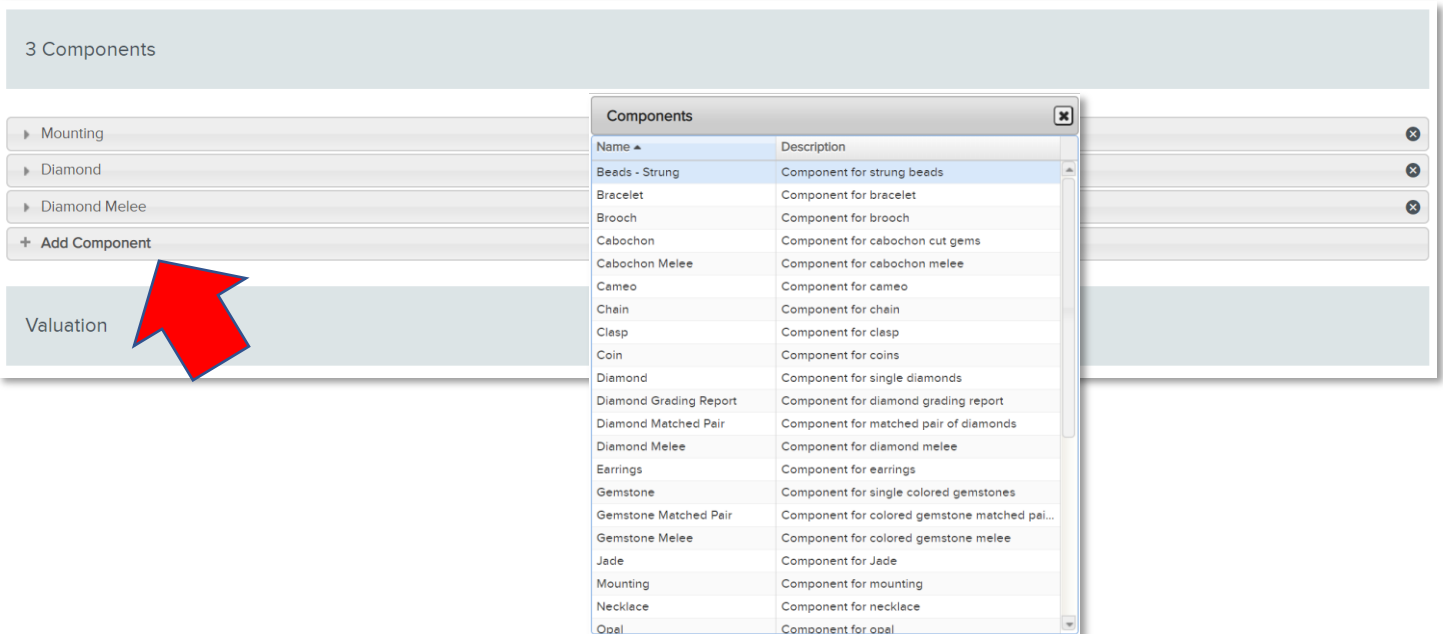 3 Components
Mounting
Diamond
Diamond Melee
+ Add Component
Valuation
Components
Name Description
Beads - Strung Component for strung beads
Bracelet Component for bracelet
Brooch Component for brooch
Cabochon Component for cabochon cut gems
Cabochon Melee Component for cabochon melee
Cameo Component for cameo
Chain Component for chain
Clasp Component for clasp
Coin Component for coins
Diamond Component for single diamonds
Diamond Grading Report Component for diamond grading report
Diamond Matched Pair Component for matched pair of diamonds
Diamond Melee Component for diamond melee
Earrings Component for earrings
Gemstone Component for single colored gemstones
Gemstone Matched Pair Component for colored gemstone matched pai...
Gemstone Melee Component for colored gemstone melee
Jade Component for Jade
Mounting Component for mounting
Necklace Component for necklace
Opal Component for opal